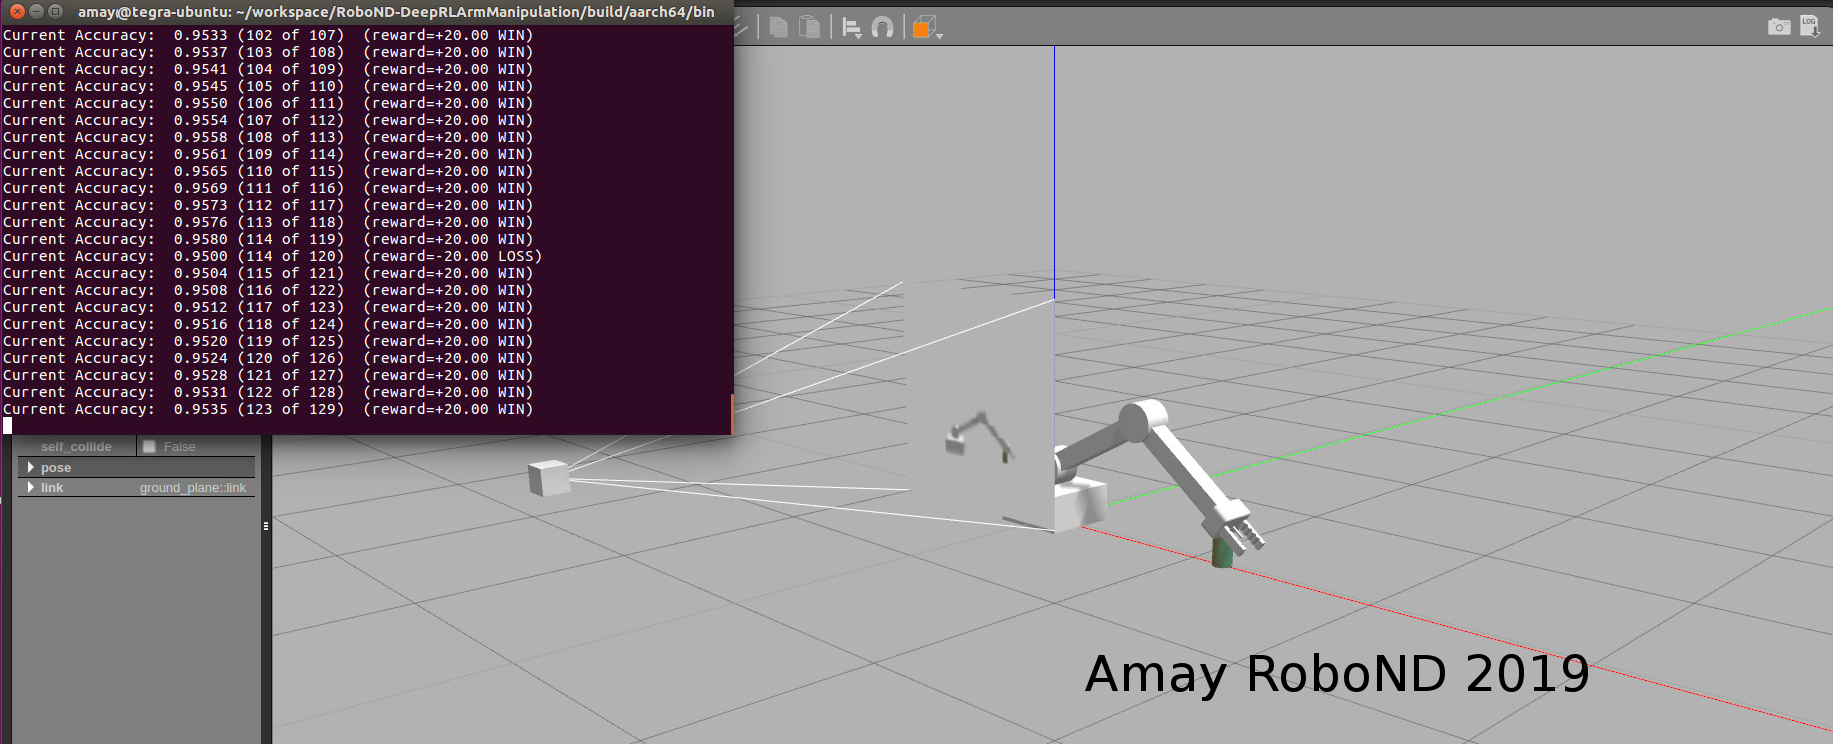 amay@tegra-ubuntu: ~/workspace/RoboND-DeepRLArmManipulation/build/aarch64/bin
Current Accuracy:  0.9533 (102 of 107)  (reward=+20.00 WIN)
Current Accuracy:  0.9537 (103 of 108)  (reward=+20.00 WIN)
Current Accuracy:  0.9541 (104 of 109)  (reward=+20.00 WIN)
Current Accuracy:  0.9545 (105 of 110)  (reward=+20.00 WIN)
Current Accuracy:  0.9550 (106 of 111)  (reward=+20.00 WIN)
Current Accuracy:  0.9554 (107 of 112)  (reward=+20.00 WIN)
Current Accuracy:  0.9558 (108 of 113)  (reward=+20.00 WIN)
Current Accuracy:  0.9561 (109 of 114)  (reward=+20.00 WIN)
Current Accuracy:  0.9565 (110 of 115)  (reward=+20.00 WIN)
Current Accuracy:  0.9569 (111 of 116)  (reward=+20.00 WIN)
Current Accuracy:  0.9573 (112 of 117)  (reward=+20.00 WIN)
Current Accuracy:  0.9576 (113 of 118)  (reward=+20.00 WIN)
Current Accuracy:  0.9580 (114 of 119)  (reward=+20.00 WIN)
Current Accuracy:  0.9500 (114 of 120)  (reward=-20.00 LOSS)
Current Accuracy:  0.9504 (115 of 121)  (reward=+20.00 WIN)
Current Accuracy:  0.9508 (116 of 122)  (reward=+20.00 WIN)
Current Accuracy:  0.9512 (117 of 123)  (reward=+20.00 WIN)
Current Accuracy:  0.9516 (118 of 124)  (reward=+20.00 WIN)
Current Accuracy:  0.9520 (119 of 125)  (reward=+20.00 WIN)
Current Accuracy:  0.9524 (120 of 126)  (reward=+20.00 WIN)
Current Accuracy:  0.9528 (121 of 127)  (reward=+20.00 WIN)
Current Accuracy:  0.9531 (122 of 128)  (reward=+20.00 WIN)
Current Accuracy:  0.9535 (123 of 129)  (reward=+20.00 WIN)
self_collide False
pose
link ground_plane::link
LOG
Amay RoboND 2019